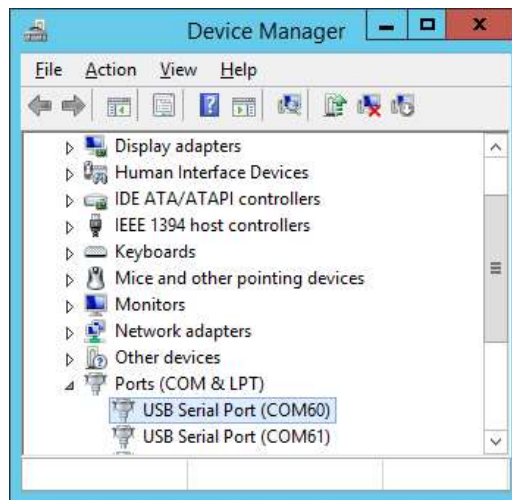 Device Manager
File Action View Help
Display adapters
Human Interface Devices
IDE ATA/ATAPI controllers
IEEE 1394 host controllers
Keyboards
Mice and other pointing devices
Monitors
Network adapters
Other devices
Ports (COM & LPT)
USB Serial Port (COM60)
USB Serial Port (COM61)